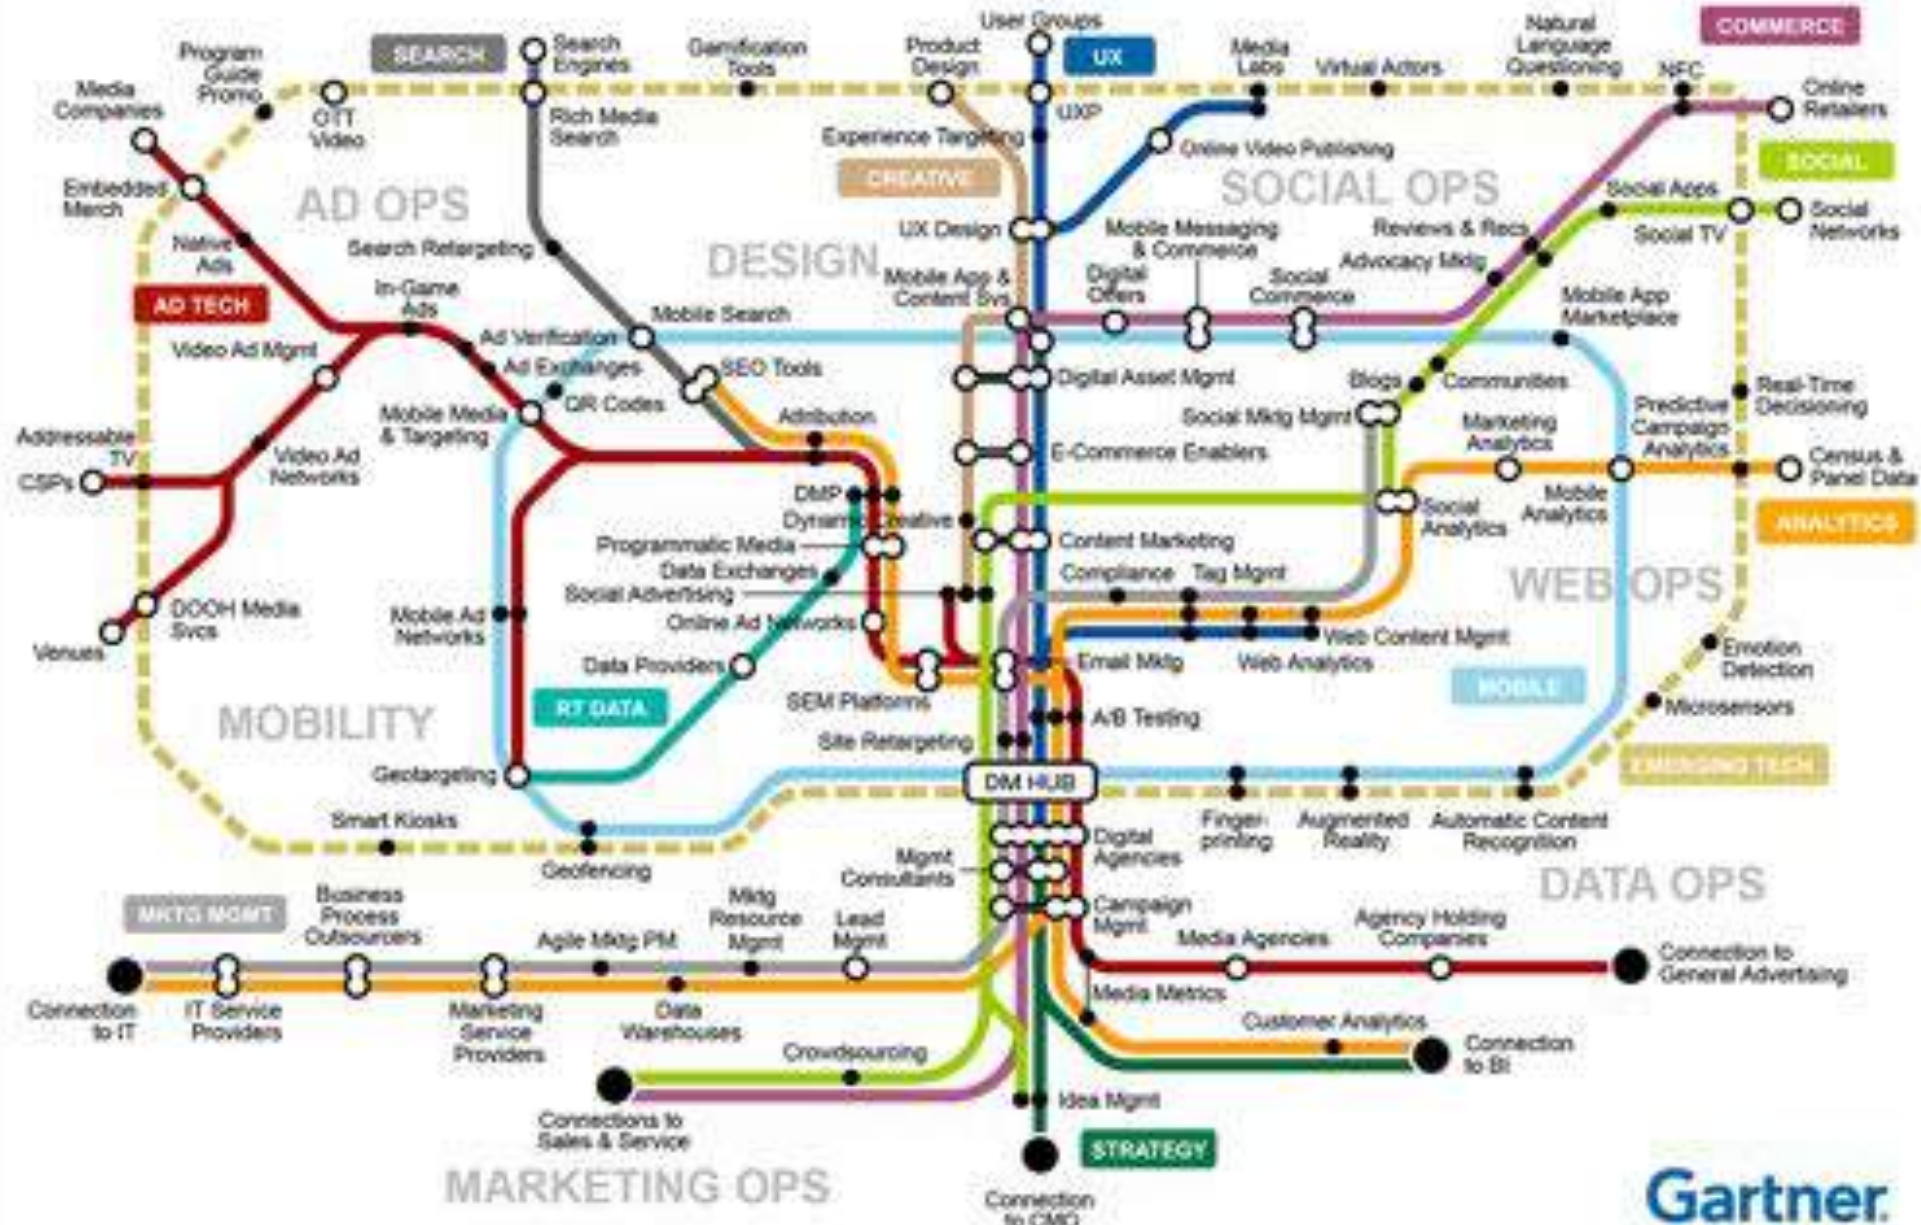 User Groups
COMMERCE
Program
Guide
Promo
SEARCH
Search
Engines
Gamification
Tools
Product
Design
UX
Media
Labs
Virtual Actors
Natural
Language
Questioning
NFC
Online
Retailers
Media
Companies
OTT
Video
Rich Media
Search
UXP
Experience Targeting
Online Video Publishing
SOCIAL
CREATIVE
Embedded
Merch
AD OPS
SOCIAL OPS
Social Apps
Social
Networks
Social TV
Native
Ads
Search Retargeting
DESIGN
UX Design
Mobile Messaging
& Commerce
Reviews & Recs
Advocacy Mktg
Mobile App &
Content Svs
Digital
Offers
Social
Commerce
Mobile App
Marketplace
AD TECH
In-Game
Ads
Mobile Search
Ad Verification
Video Ad Mgmt
Ad Exchanges
SEO Tools
Digital Asset Mgmt
Blogs
Communities
Real-Time
Decisioning
QR Codes
Mobile Media
& Targeting
Attribution
Social Mktg Mgmt
Marketing
Analytics
Predictive
Campaign
Analytics
Addressable
TV
CSPs
Video Ad
Networks
E-Commerce Enablers
Census &
Panel Data
DMP
Mobile
Analytics
Social
Analytics
ANALYTICS
Dynamic Creative
Programmatic Media
Content Marketing
Data Exchanges
Compliance
Tag Mgmt
WEB OPS
Social Advertising
DOOH Media
Svcs
Mobile Ad
Networks
Online Ad Networks
Web Content Mgmt
Venues
Data Providers
Email Mktg
Web Analytics
Emotion
Detection
MOBILE
RT DATA
SEM Platforms
Microsensors
MOBILITY
A/B Testing
Site Retargeting
EMERGING TECH
Geotargeting
DM HUB
Smart Kiosks
Digital
Agencies
Finger-
printing
Augmented
Reality
Automatic Content
Recognition
Geofencing
Mgmt
Consultants
DATA OPS
MKTG MGMT
Business
Process
Outsourcers
Agile Mktg PM
Mktg
Resource
Mgmt
Lead
Mgmt
Campaign
Mgmt
Media Agencies
Agency Holding
Companies
Connection to
General Advertising
Connection
to IT
IT Service
Providers
Marketing
Service
Providers
Data
Warehouses
Media Metrics
Customer Analytics
Connection
to BI
Crowdsourcing
Connections to
Sales & Service
Idea Mgmt
STRATEGY
MARKETING OPS
Connection
to CMO
Gartner.